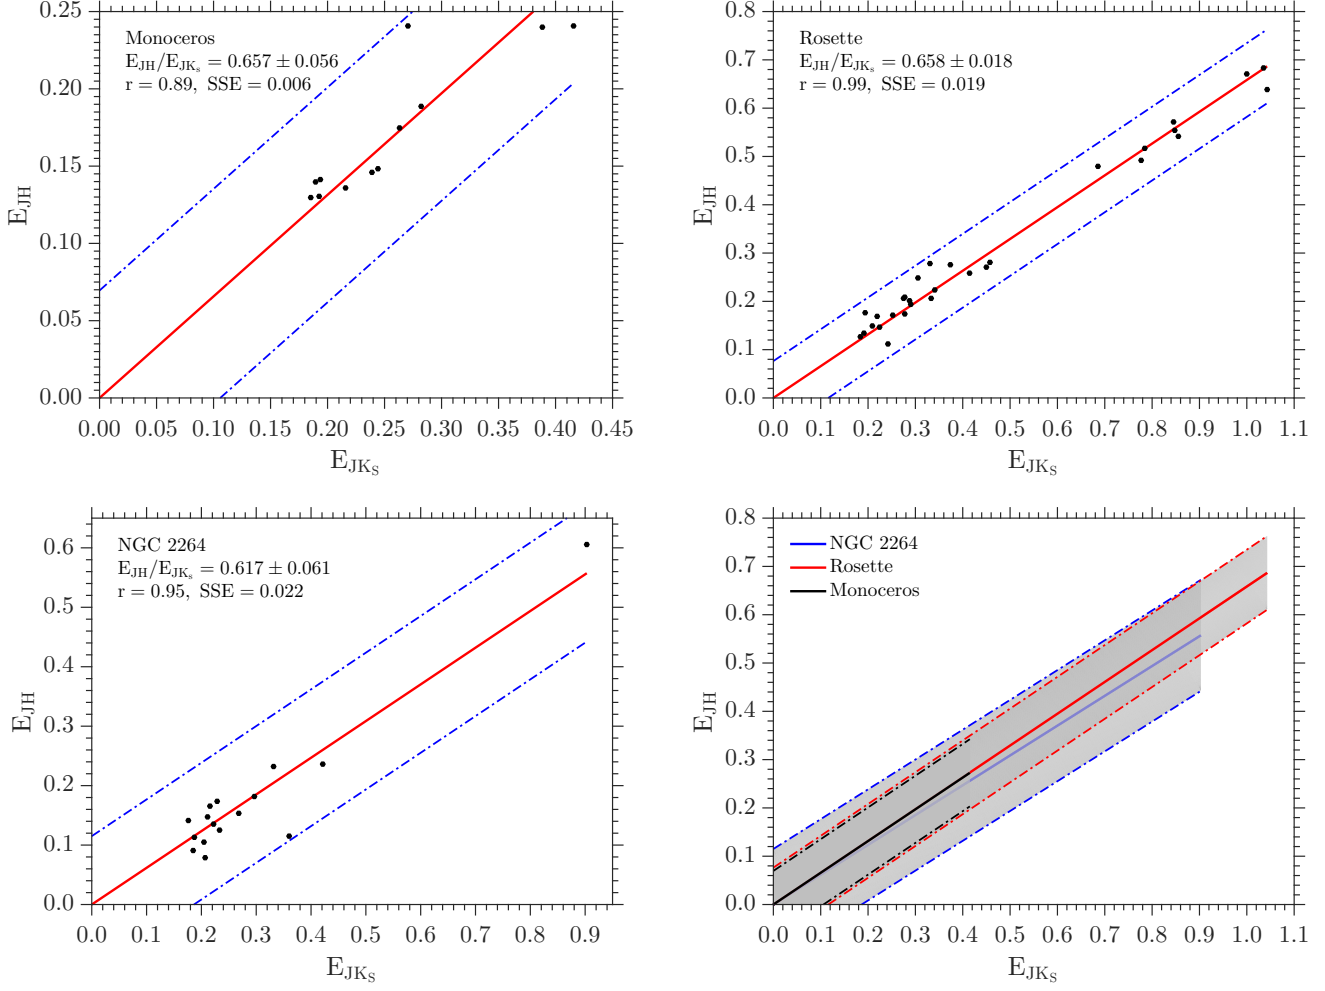 Monoceros
E_JH/E_JKs = 0.657 ± 0.056
r = 0.89, SSE = 0.006
0.25
0.20
0.15
0.10
0.05
0.00
E_JH
0.00 0.05 0.10 0.15 0.20 0.25 0.30 0.35 0.40 0.45
E_JKS
Rosette
E_JH/E_JKs = 0.658 ± 0.018
r = 0.99, SSE = 0.019
0.8
0.7
0.6
0.5
0.4
0.3
0.2
0.1
0.0
E_JH
0.0 0.1 0.2 0.3 0.4 0.5 0.6 0.7 0.8 0.9 1.0 1.1
E_JKS
NGC 2264
E_JH/E_JKs = 0.617 ± 0.061
r = 0.95, SSE = 0.022
0.6
0.5
0.4
0.3
0.2
0.1
0.0
E_JH
0.0 0.1 0.2 0.3 0.4 0.5 0.6 0.7 0.8 0.9
E_JKS
NGC 2264
Rosette
Monoceros
0.8
0.7
0.6
0.5
0.4
0.3
0.2
0.1
0.0
E_JH
0.0 0.1 0.2 0.3 0.4 0.5 0.6 0.7 0.8 0.9 1.0 1.1
E_JKS